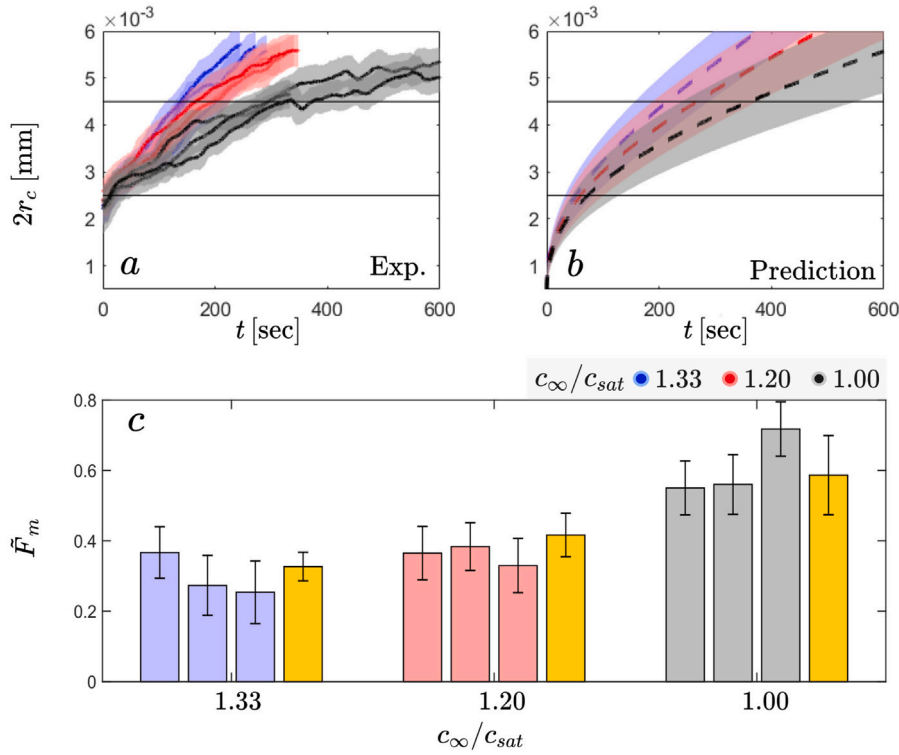 ×10⁻³
6
5
4
3
2
1
2r_c [mm]
a
Exp.
0
200
400
600
t [sec]
×10⁻³
6
5
4
3
2
1
b
Prediction
0
200
400
600
t [sec]
c_∞/c_sat 1.33 1.20 1.00
0.8
0.6
0.4
0.2
0
F̃_m
c
1.33
1.20
1.00
c_∞/c_sat